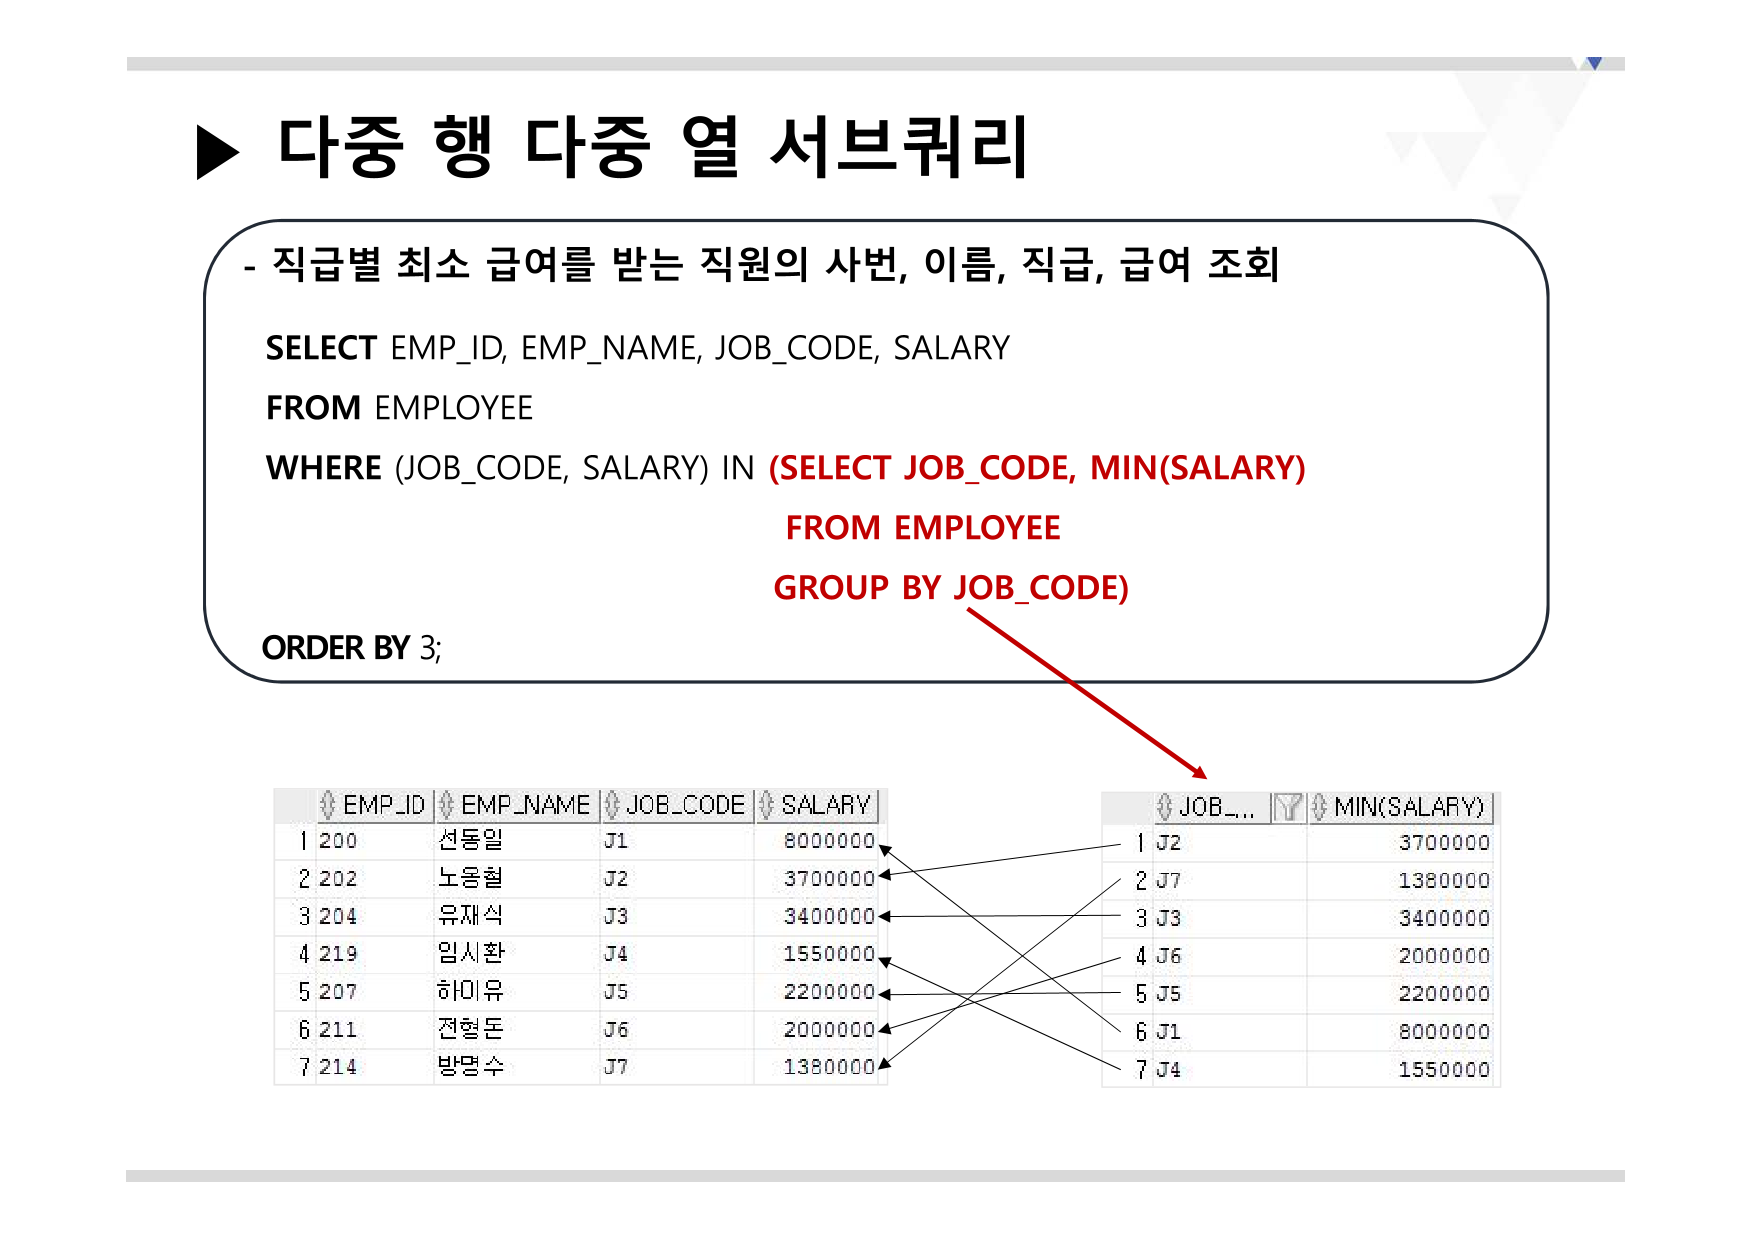 ▶ 다중 행 다중 열 서브쿼리
- 직급별 최소 급여를 받는 직원의 사번, 이름, 직급, 급여 조회
SELECT EMP_ID, EMP_NAME, JOB_CODE, SALARY
FROM EMPLOYEE
WHERE (JOB_CODE, SALARY) IN (SELECT JOB_CODE, MIN(SALARY)
FROM EMPLOYEE
GROUP BY JOB_CODE)
ORDER BY 3;
EMP_ID EMP_NAME JOB_CODE SALARY
1 200 선동일 J1 8000000
2 202 노옹철 J2 3700000
3 204 유재식 J3 3400000
4 219 임시환 J4 1550000
5 207 하이유 J5 2200000
6 211 전형돈 J6 2000000
7 214 방명수 J7 1380000
JOB_... MIN(SALARY)
1 J2 3700000
2 J7 1380000
3 J3 3400000
4 J6 2000000
5 J5 2200000
6 J1 8000000
7 J4 1550000